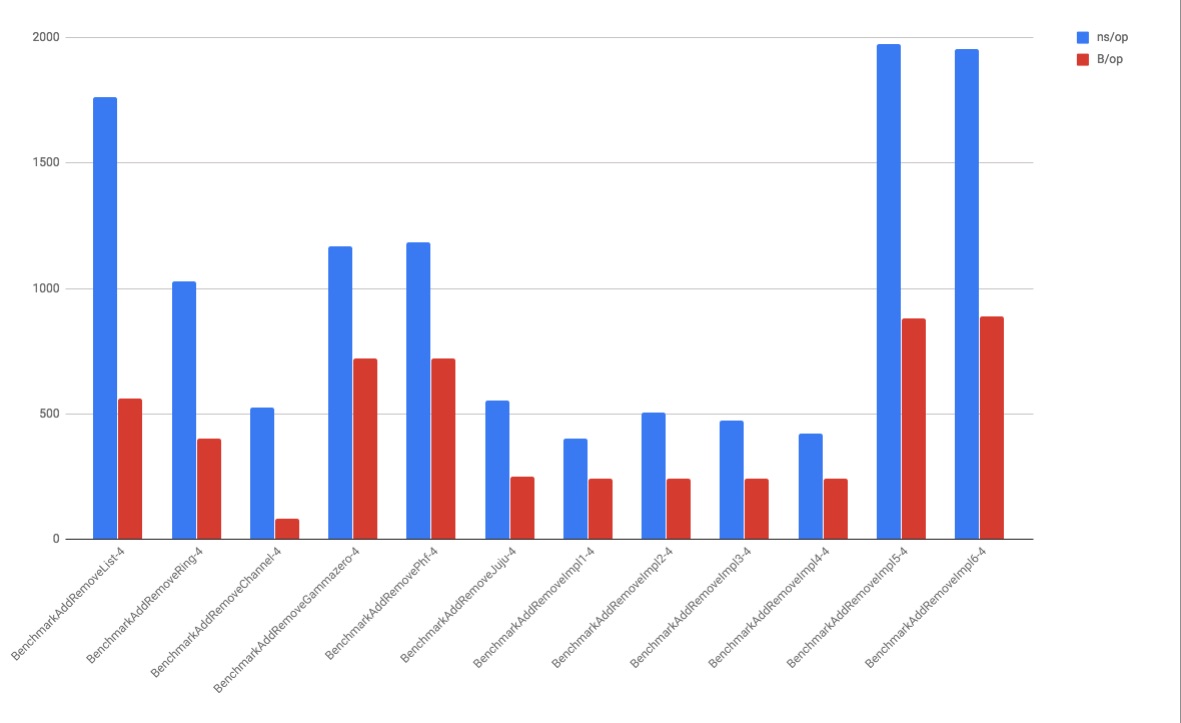 2000
1500
1000
500
0
ns/op
B/op
BenchmarkAddRemoveList-4
BenchmarkAddRemoveRing-4
BenchmarkAddRemoveChannel-4
BenchmarkAddRemoveGammazero-4
BenchmarkAddRemovePhf-4
BenchmarkAddRemoveJuju-4
BenchmarkAddRemoveImpl1-4
BenchmarkAddRemoveImpl2-4
BenchmarkAddRemoveImpl3-4
BenchmarkAddRemoveImpl4-4
BenchmarkAddRemoveImpl5-4
BenchmarkAddRemoveImpl6-4